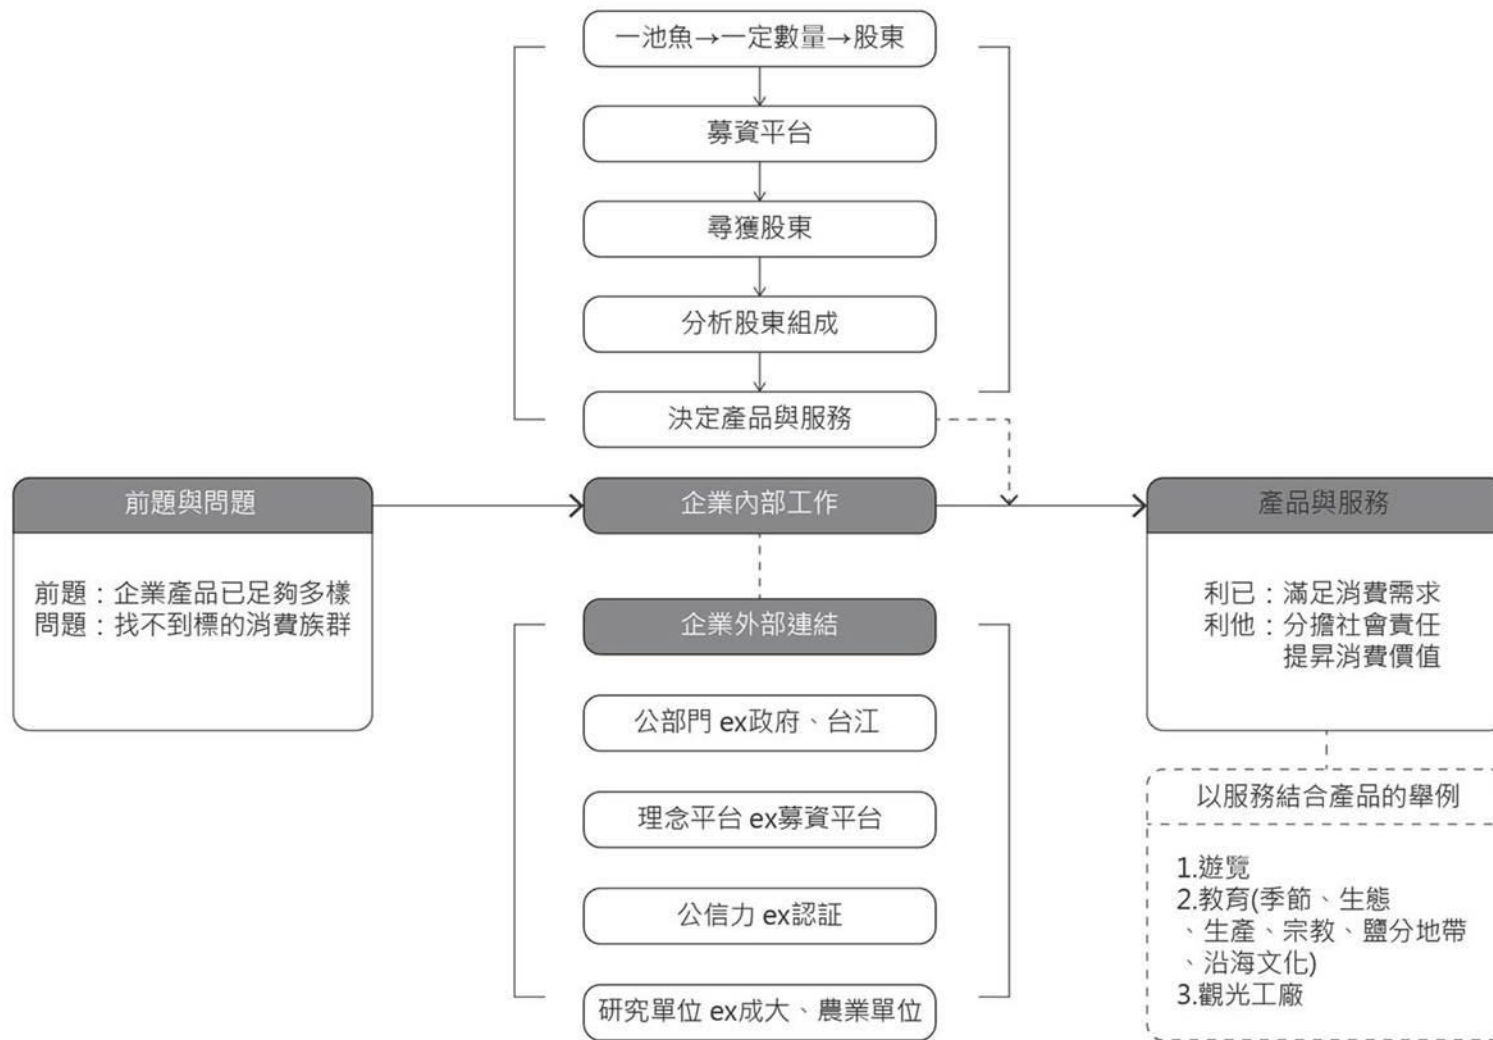 一池魚→一定數量→股東
募資平台
尋獲股東
分析股東組成
決定產品與服務
前題與問題
前題：企業產品已足夠多樣
問題：找不到標的消費族群
企業內部工作
企業外部連結
公部門 ex政府、台江
理念平台 ex募資平台
公信力 ex認証
研究單位 ex成大、農業單位
產品與服務
利已：滿足消費需求
利他：分擔社會責任
提昇消費價值
以服務結合產品的舉例
1.遊覽
2.教育(季節、生態
、生產、宗教、鹽分地帶
、沿海文化)
3.觀光工廠